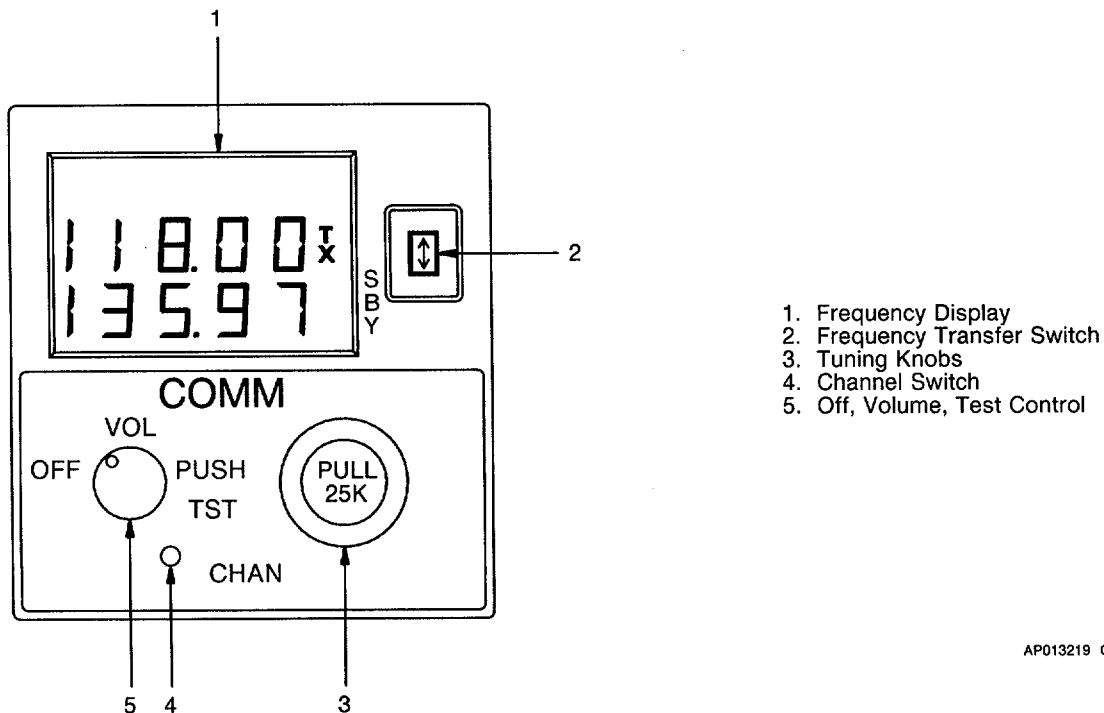 1
118.00 TX
135.97 SBY
2
COMM
VOL
OFF
PUSH
TST
PULL
25K
CHAN
5 4 3
1. Frequency Display
2. Frequency Transfer Switch
3. Tuning Knobs
4. Channel Switch
5. Off, Volume, Test Control
AP013219